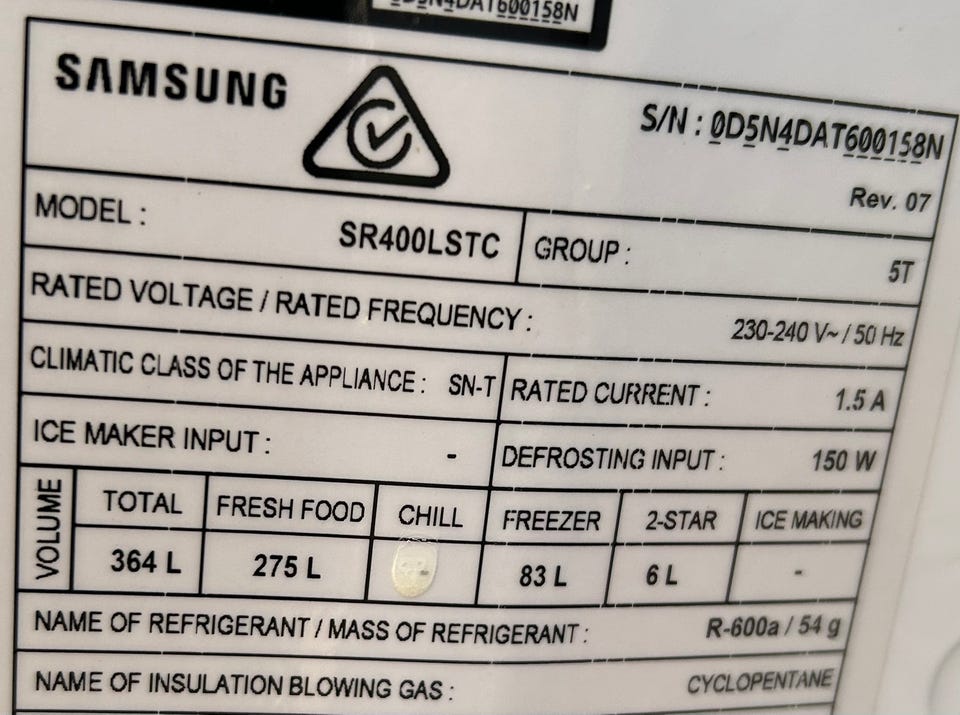 0D5N4DAT600158N
SAMSUNG
S/N : 0D5N4DAT600158N
Rev. 07
MODEL : SR400LSTC GROUP : 5T
RATED VOLTAGE / RATED FREQUENCY : 230-240 V~ / 50 Hz
CLIMATIC CLASS OF THE APPLIANCE : SN-T RATED CURRENT : 1.5 A
ICE MAKER INPUT : - DEFROSTING INPUT : 150 W
VOLUME
TOTAL FRESH FOOD CHILL FREEZER 2-STAR ICE MAKING
364 L 275 L - 83 L 6 L -
NAME OF REFRIGERANT / MASS OF REFRIGERANT : R-600a / 54 g
NAME OF INSULATION BLOWING GAS : CYCLOPENTANE